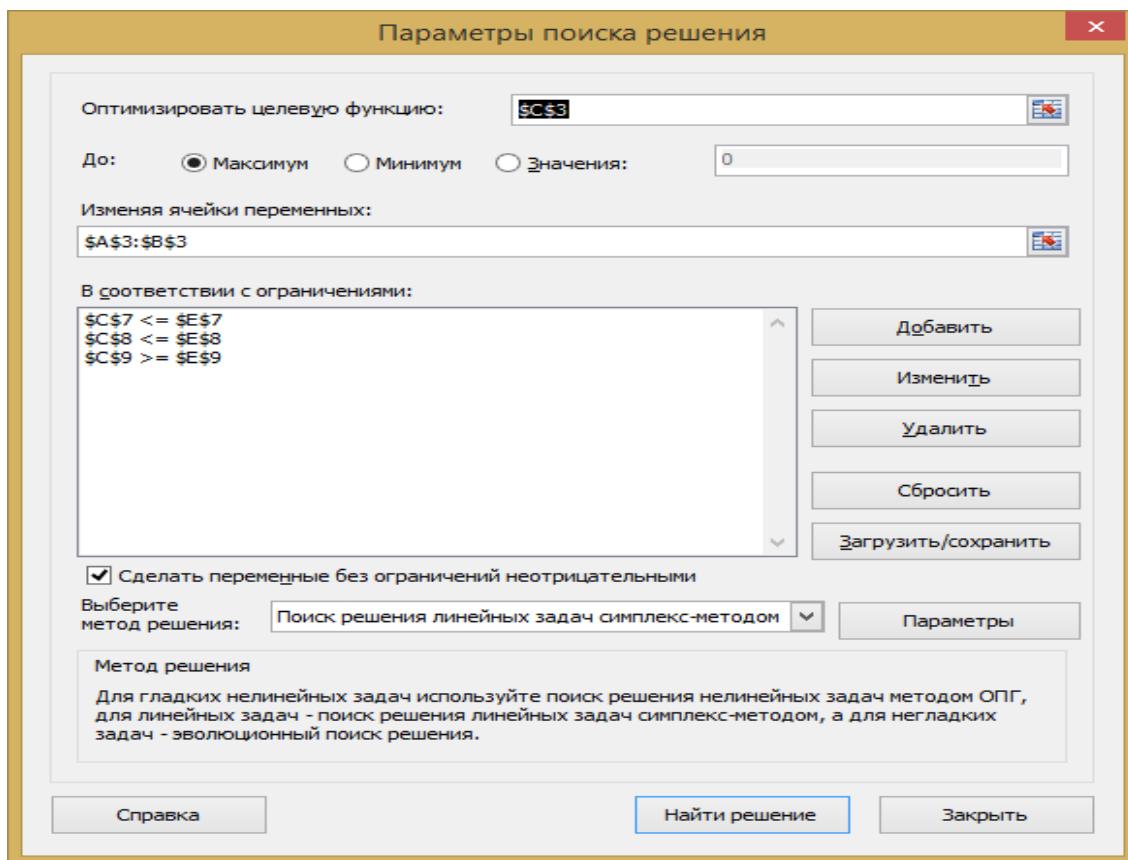 Параметры поиска решения
Оптимизировать целевую функцию: $C$3
До: Максимум Минимум Значения: 0
Изменяя ячейки переменных:
$A$3:$B$3
В соответствии с ограничениями:
$C$7 <= $E$7
$C$8 <= $E$8
$C$9 >= $E$9
Добавить
Изменить
Удалить
Сбросить
Загрузить/сохранить
Сделать переменные без ограничений неотрицательными
Выберите
метод решения:
Поиск решения линейных задач симплекс-методом
Параметры
Метод решения
Для гладких нелинейных задач используйте поиск решения нелинейных задач методом ОПГ,
для линейных задач - поиск решения линейных задач симплекс-методом, а для негладких
задач - эволюционный поиск решения.
Справка Найти решение Закрыть